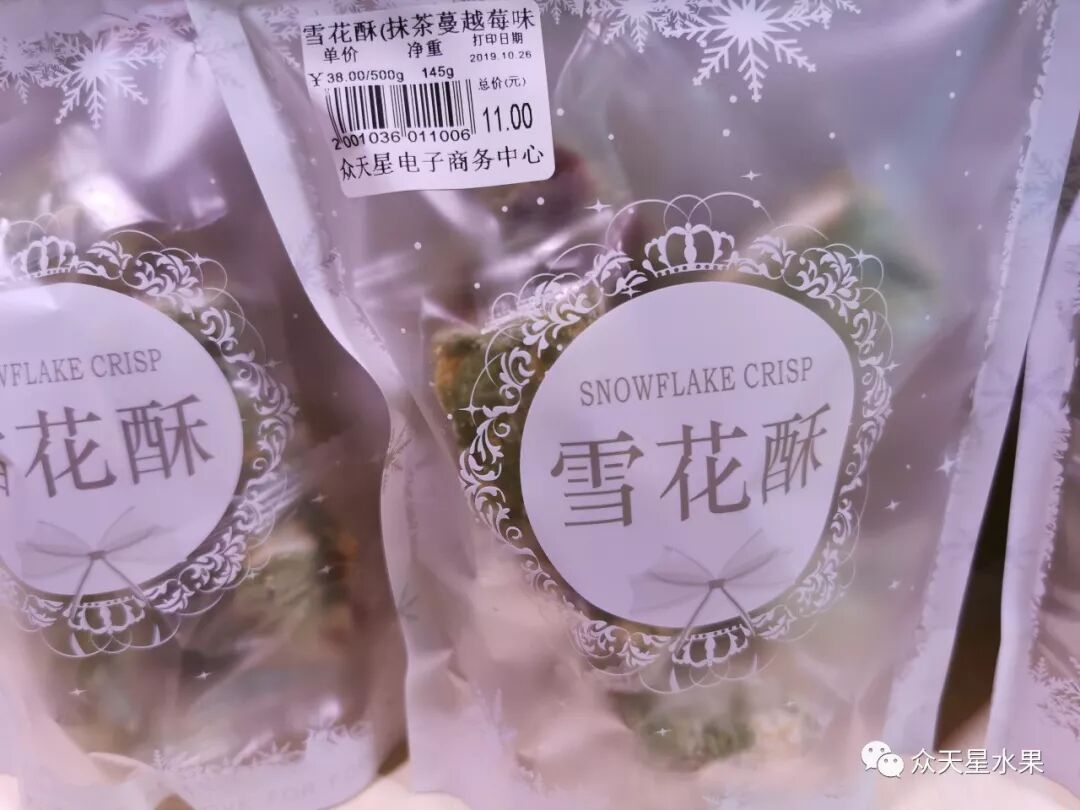 雪花酥(抹茶蔓越莓味
单价 净重 打印日期
2019.10.26
￥38.00/500g 145g 总价(元)
2001036 011006 11.00
众天星电子商务中心
WFLAKE CRISP
花酥
SNOWFLAKE CRISP
雪花酥
众天星水果